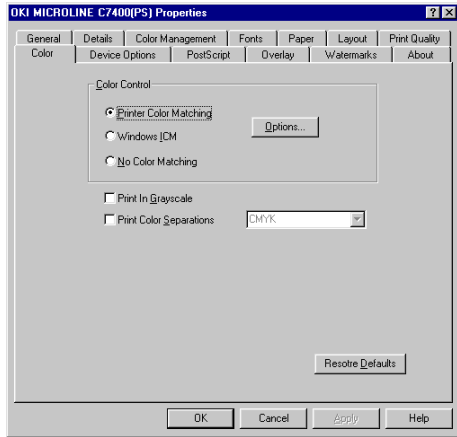 OKI MICROLINE C7400(PS) Properties
General Details Color Management Fonts Paper Layout Print Quality
Color Device Options PostScript Overlay Watermarks About
Color Control
Printer Color Matching
Options...
Windows ICM
No Color Matching
Print In Grayscale
Print Color Separations CMYK
Resotre Defaults
OK Cancel Apply Help